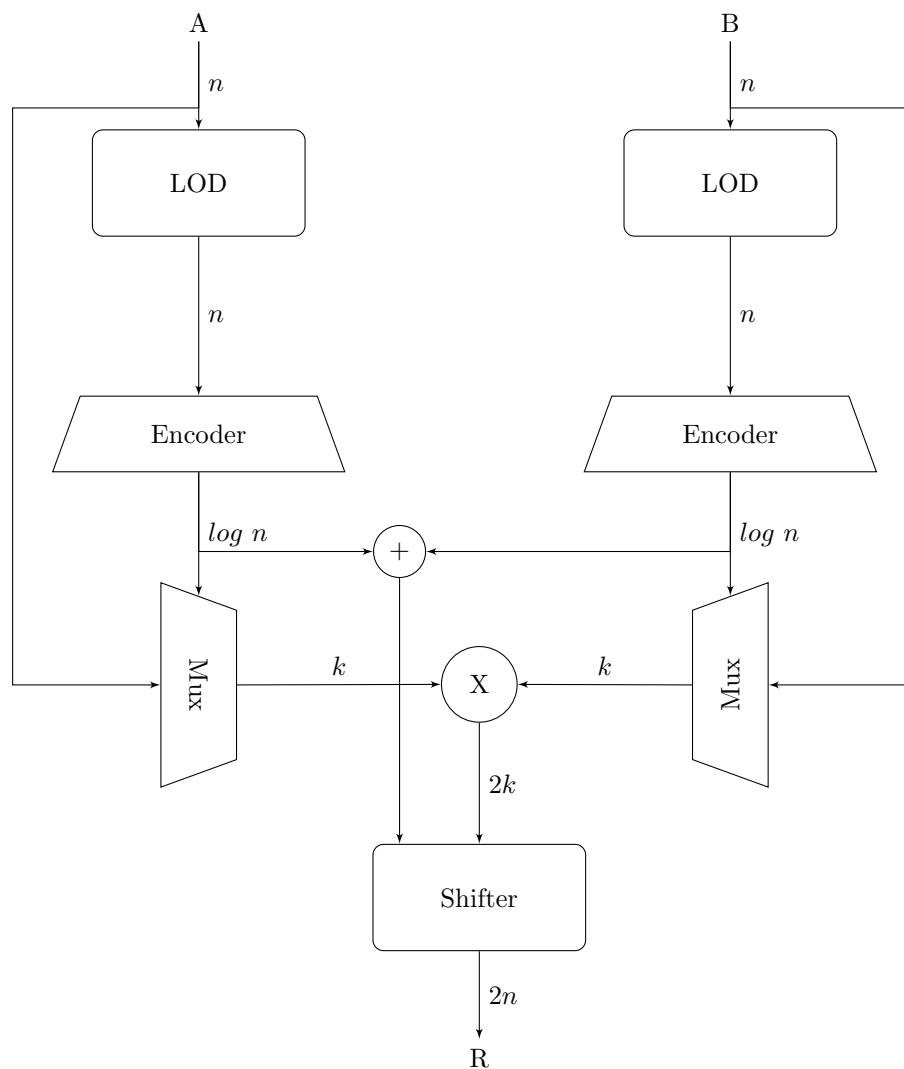 A B
n n
LOD LOD
n n
Encoder Encoder
log n log n
+
Mux k X k Mux
2k
Shifter
2n
R